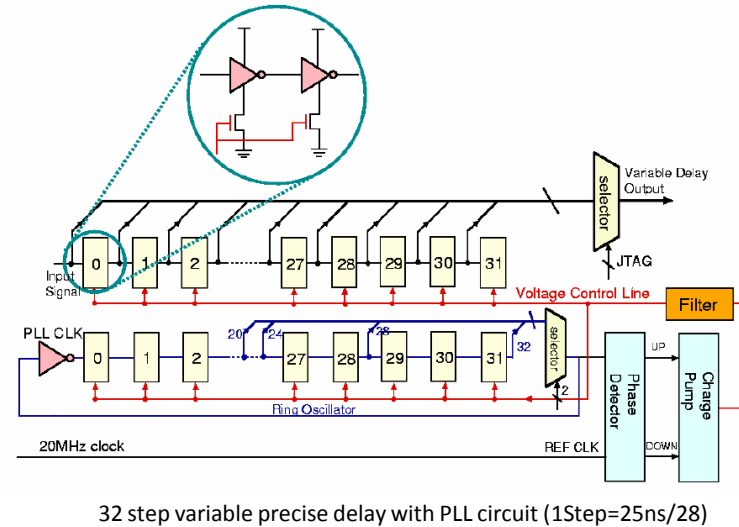 selector
Variable Delay
Output
JTAG
0
1
2
27
28
29
30
31
Input
Signal
Voltage Control Line
Filter
PLL CLK
20
24
28
32
selector
2
0
1
2
27
28
29
30
31
Ring Oscillator
UP
DOWN
Phase
Detector
Charge
Pump
20MHz clock
REF CLK
32 step variable precise delay with PLL circuit (1Step=25ns/28)